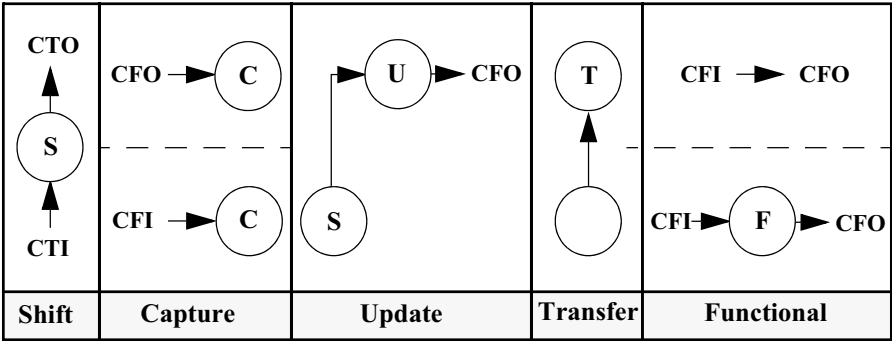 CTO
S
CTI
CFO C
CFI C
U CFO
S
T
CFI CFO
CFI F CFO
Shift Capture Update Transfer Functional